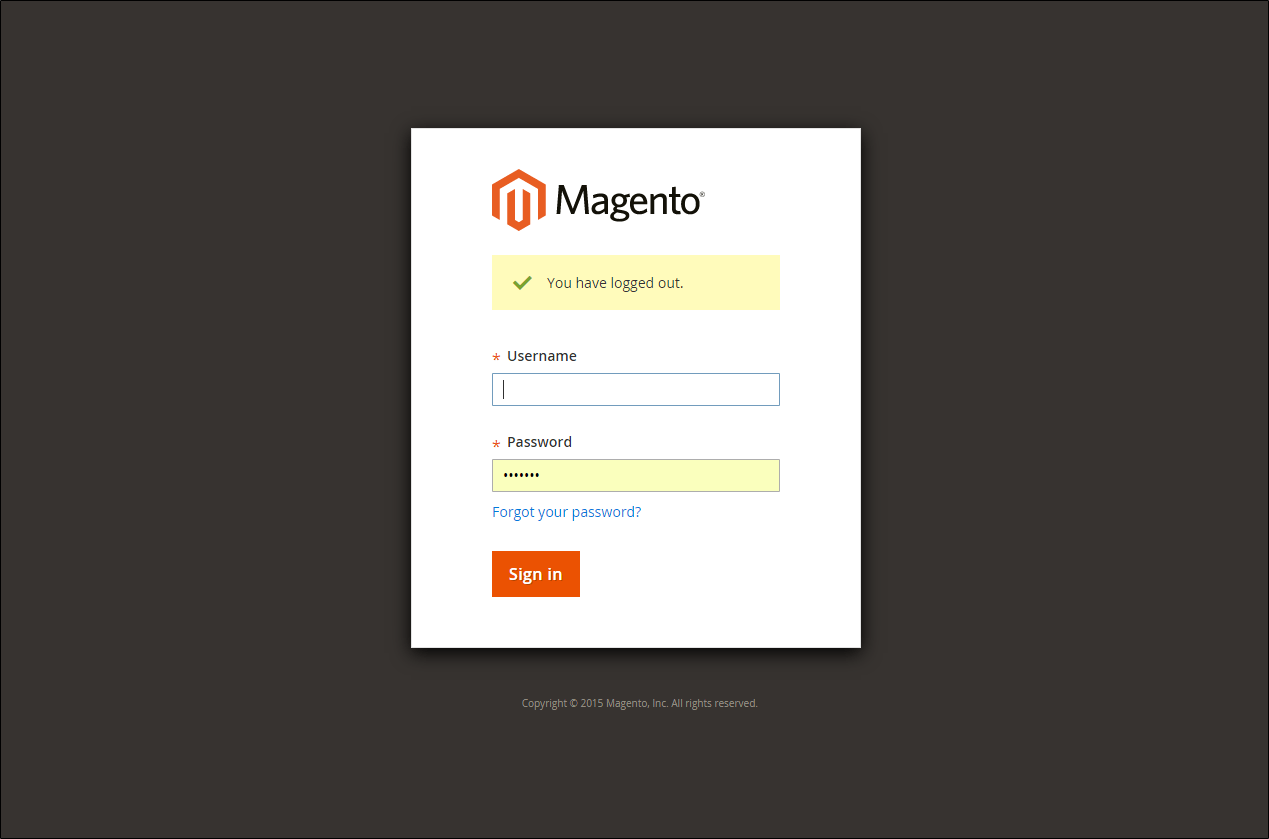 Magento®
You have logged out.
* Username
* Password
•••••••
Forgot your password?
Sign in
Copyright © 2015 Magento, Inc. All rights reserved.